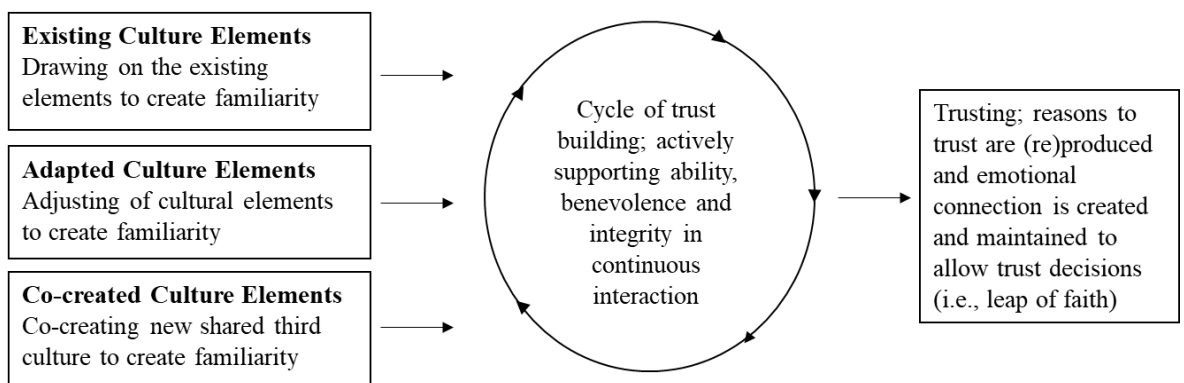 Existing Culture Elements
Drawing on the existing
elements to create familiarity
Adapted Culture Elements
Adjusting of cultural elements
to create familiarity
Co-created Culture Elements
Co-creating new shared third
culture to create familiarity
Cycle of trust
building; actively
supporting ability,
benevolence and
integrity in
continuous
interaction
Trusting; reasons to
trust are (re)produced
and emotional
connection is created
and maintained to
allow trust decisions
(i.e., leap of faith)